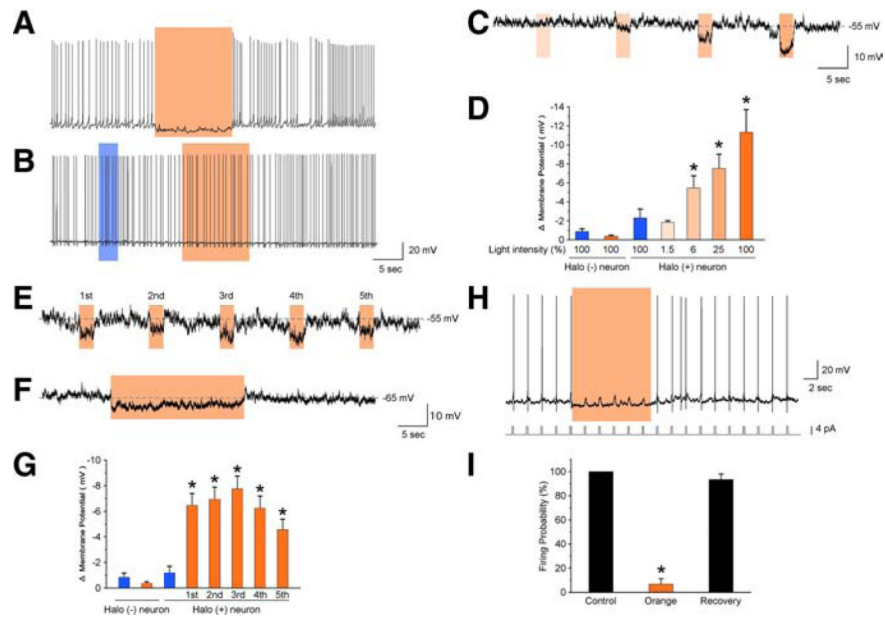 A
B
20 mV
5 sec
C
-55 mV
10 mV
5 sec
D
Δ Membrane Potential ( mV )
-14
-12
-10
-8
-6
-4
-2
0
* * *
Light intensity (%) 100 100 100 1.5 6 25 100
Halo (-) neuron Halo (+) neuron
E
1st 2nd 3rd 4th 5th
-55 mV
F
-65 mV
10 mV
5 sec
G
Δ Membrane Potential ( mV )
-10
-8
-6
-4
-2
0
* * * * *
1st 2nd 3rd 4th 5th
Halo (-) neuron Halo (+) neuron
H
20 mV
2 sec
4 pA
I
Firing Probability (%)
100
80
60
40
20
0
*
Control Orange Recovery